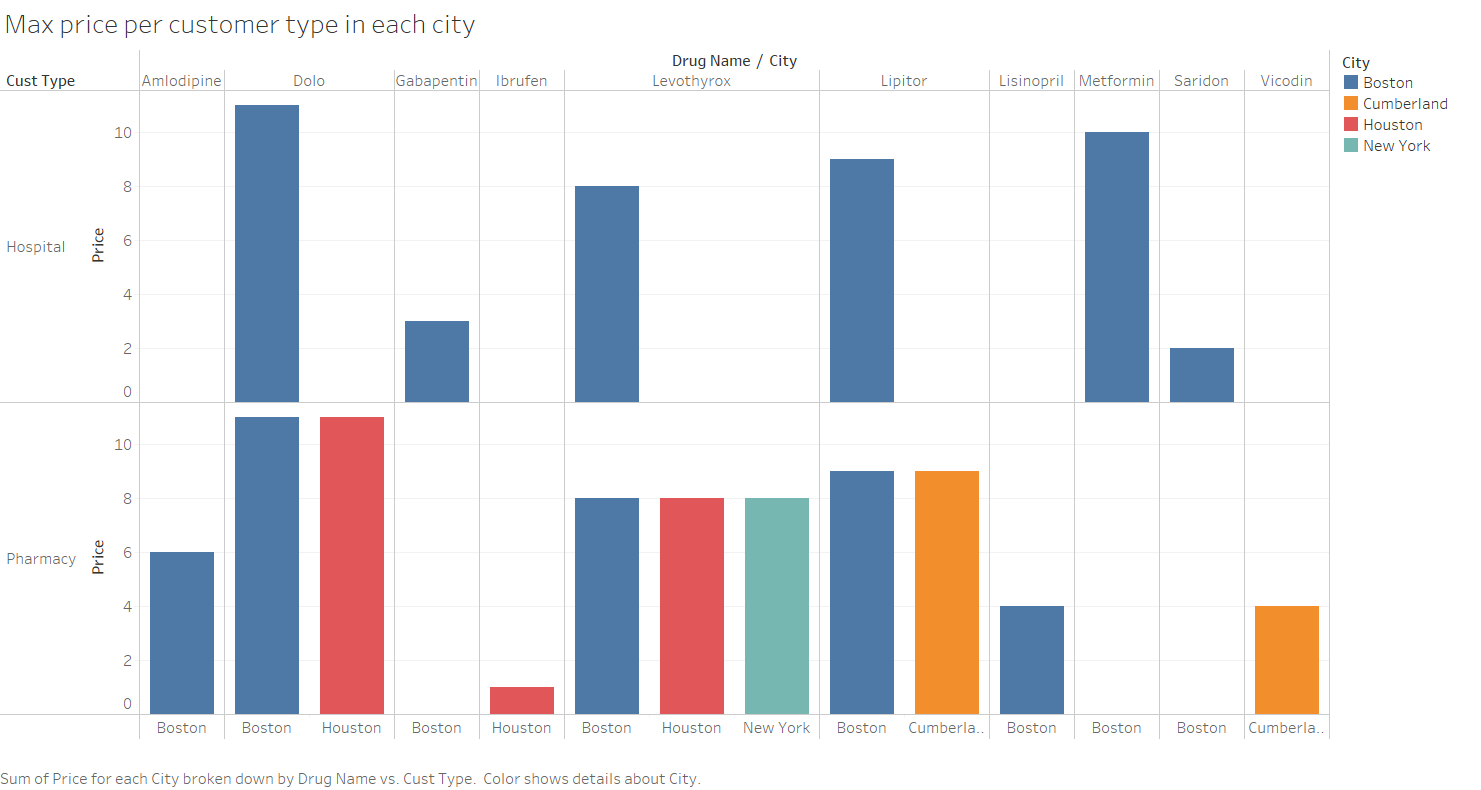 Max price per customer type in each city
Drug Name / City
Cust Type Amlodipine Dolo Gabapentin Ibrufen Levothyrox Lipitor Lisinopril Metformin Saridon Vicodin
City
Boston
Cumberland
Houston
New York
Hospital
Price
10
8
6
4
2
0
Pharmacy
Price
10
8
6
4
2
0
Boston Boston Houston Boston Houston Boston Houston New York Boston Cumberla.. Boston Boston Boston Cumberla..
Sum of Price for each City broken down by Drug Name vs. Cust Type. Color shows details about City.